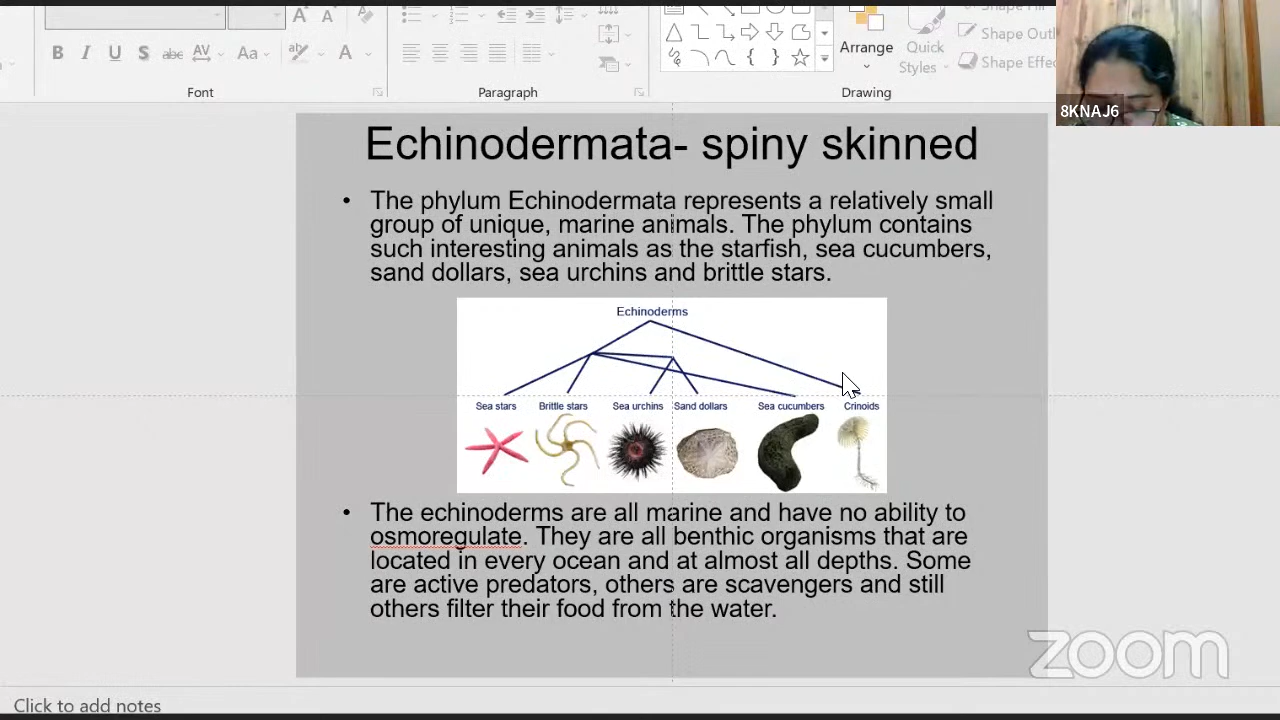 B I U S abc AV Aa A
Font
Paragraph
Arrange
Quick
Styles
Shape Fill
Shape Outl
Shape Effec
Drawing
8KNAJ6
Echinodermata- spiny skinned
• The phylum Echinodermata represents a relatively small
group of unique, marine animals. The phylum contains
such interesting animals as the starfish, sea cucumbers,
sand dollars, sea urchins and brittle stars.
Echinoderms
Sea stars Brittle stars Sea urchins Sand dollars Sea cucumbers Crinoids
• The echinoderms are all marine and have no ability to
osmoregulate. They are all benthic organisms that are
located in every ocean and at almost all depths. Some
are active predators, others are scavengers and still
others filter their food from the water.
zoom
Click to add notes